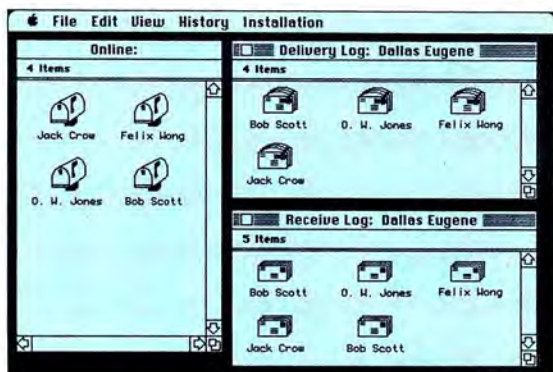 File Edit View History Installation
Online:
4 Items
Jack Crow Felix Wong
O. W. Jones Bob Scott
Delivery Log: Dallas Eugene
4 Items
Bob Scott O. W. Jones Felix Wong
Jack Crow
Receive Log: Dallas Eugene
5 Items
Bob Scott O. W. Jones Felix Wong
Jack Crow Bob Scott